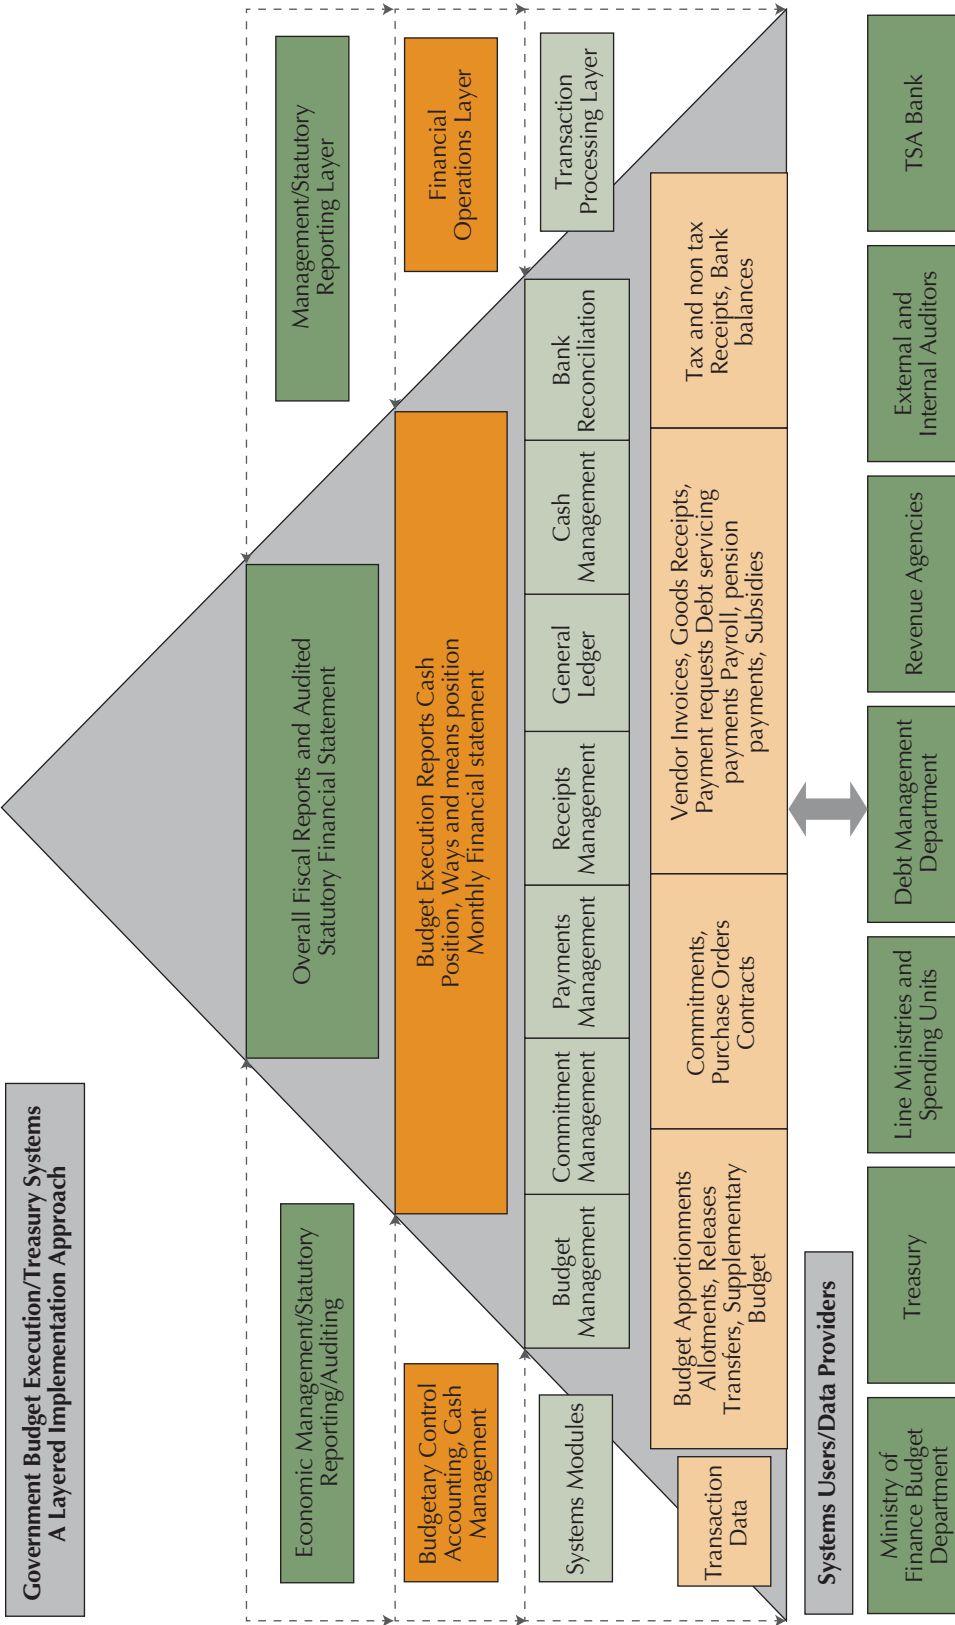 Government Budget Execution/Treasury Systems
A Layered Implementation Approach
Economic Management/Statutory
Reporting/Auditing
Overall Fiscal Reports and Audited
Statutory Financial Statement
Management/Statutory
Reporting Layer
Budgetary Control
Accounting, Cash
Management
Budget Execution Reports Cash
Position, Ways and means position
Monthly Financial statement
Financial
Operations Layer
Systems Modules
Budget
Management
Commitment
Management
Payments
Management
Receipts
Management
General
Ledger
Cash
Management
Bank
Reconciliation
Transaction
Processing Layer
Transaction
Data
Budget Apportionments
Allotments, Releases
Transfers, Supplementary
Budget
Commitments,
Purchase Orders
Contracts
Vendor Invoices, Goods Receipts,
Payment requests Debt servicing
payments Payroll, pension
payments, Subsidies
Tax and non tax
Receipts, Bank
balances
Systems Users/Data Providers
Ministry of
Finance Budget
Department
Treasury
Line Ministries and
Spending Units
Debt Management
Department
Revenue Agencies
External and
Internal Auditors
TSA Bank